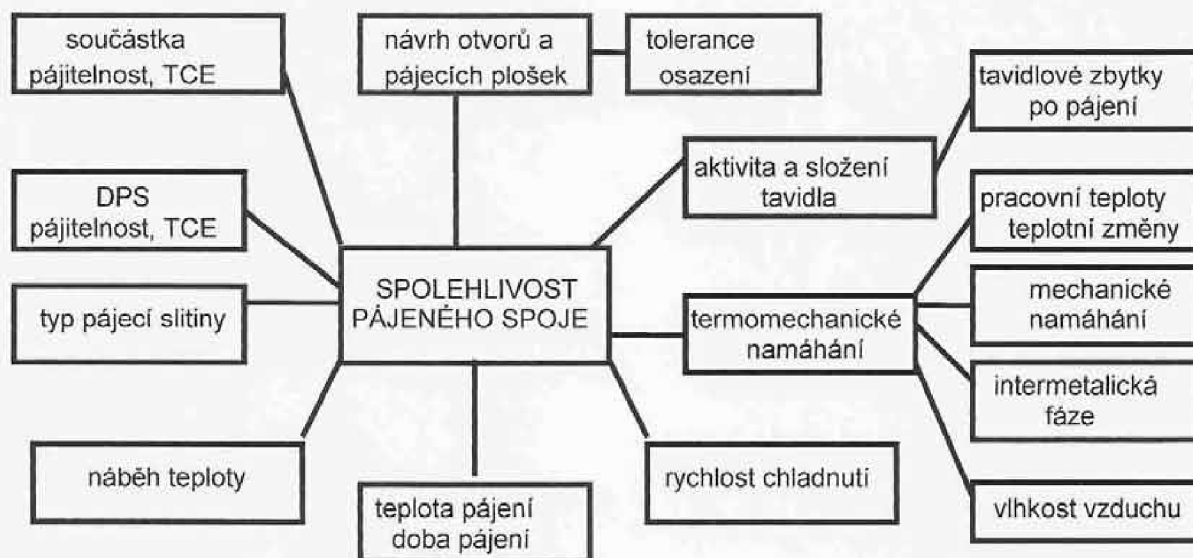 součástka
pájitelnost, TCE
návrh otvorů a
pájecích plošek
tolerance
osazení
tavidlové zbytky
po pájení
aktivita a složení
tavidla
DPS
pájitelnost, TCE
pracovní teploty
teplotní změny
SPOLEHLIVOST
PÁJENÉHO SPOJE
typ pájecí slitiny
termomechanické
namáhání
mechanické
namáhání
intermetalická
fáze
náběh teploty
teplota pájení
doba pájení
rychlost chladnutí
vlhkost vzduchu